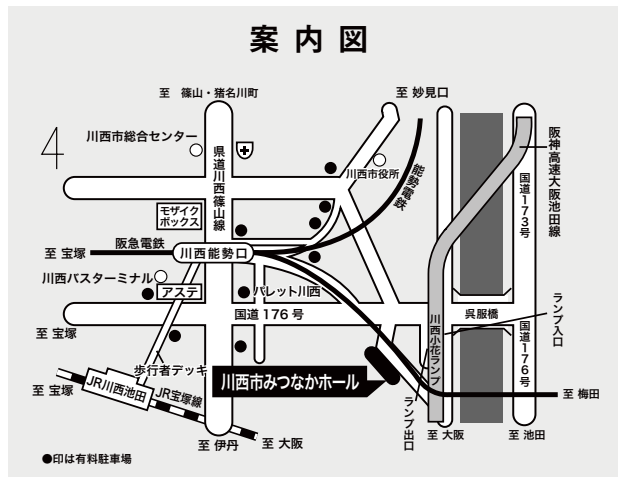 案内図
至 篠山・猪名川町
至 妙見口
川西市総合センター
県道川西篠山線
川西市役所
能勢電鉄
阪神高速大阪池田線
国道173号
モザイク
ボックス
阪急電鉄
至 宝塚
川西能勢口
川西バスターミナル
アステ
パレット川西
国道176号
呉服橋
ランプ入口
至 宝塚
川西小花ランプ
国道176号
歩行者デッキ
川西市みつなかホール
至 宝塚
JR川西池田
JR宝塚線
ランプ出口
至 梅田
至 伊丹
至 大阪
至 大阪
至 池田
●印は有料駐車場